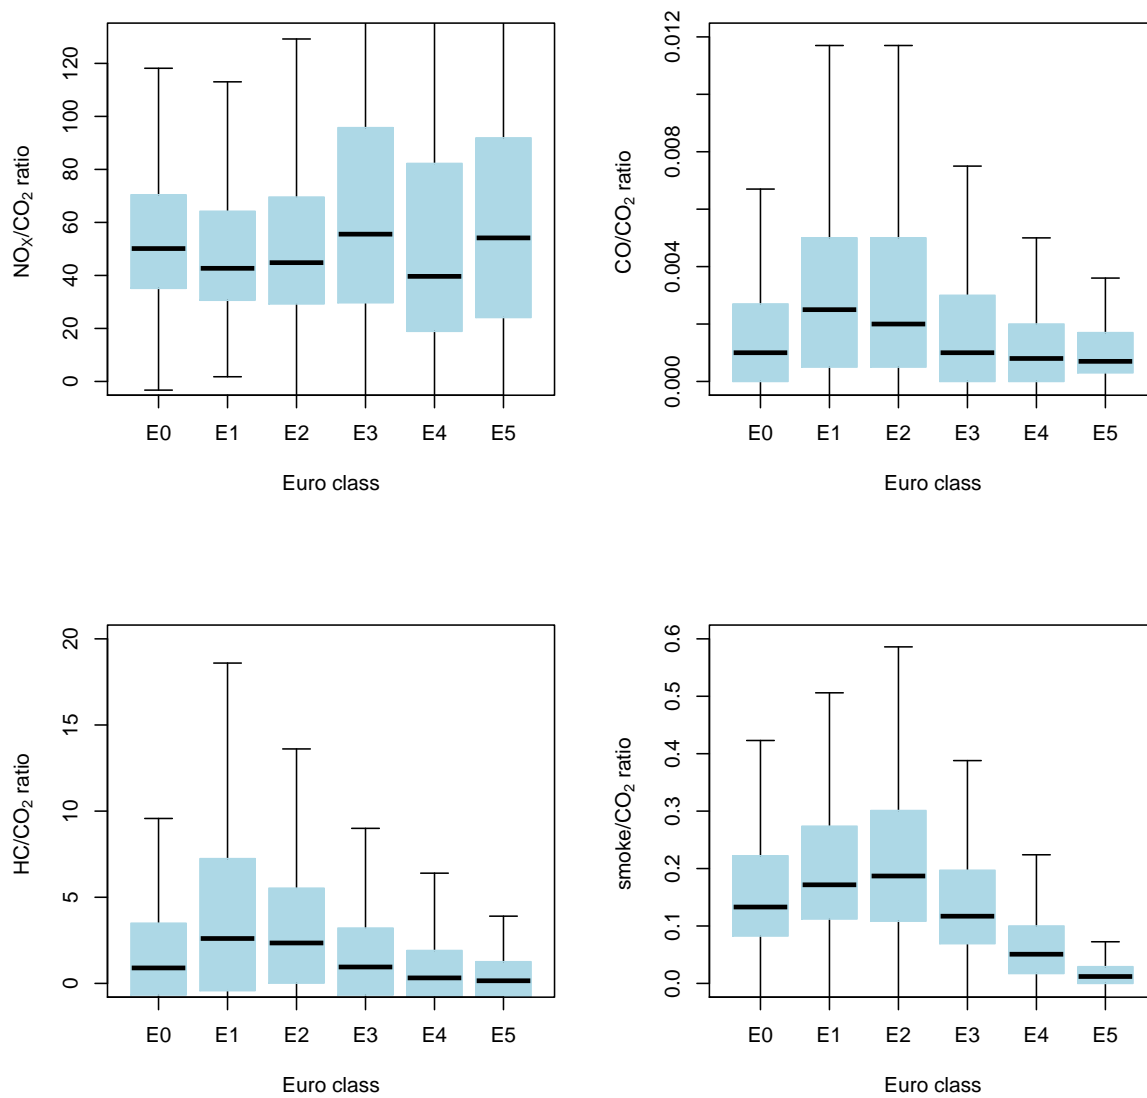 NOX/CO2 ratio
120
100
80
60
40
20
0
E0 E1 E2 E3 E4 E5
Euro class
CO/CO2 ratio
0.012
0.008
0.004
0.000
E0 E1 E2 E3 E4 E5
Euro class
HC/CO2 ratio
20
15
10
5
0
E0 E1 E2 E3 E4 E5
Euro class
smoke/CO2 ratio
0.6
0.5
0.4
0.3
0.2
0.1
0.0
E0 E1 E2 E3 E4 E5
Euro class